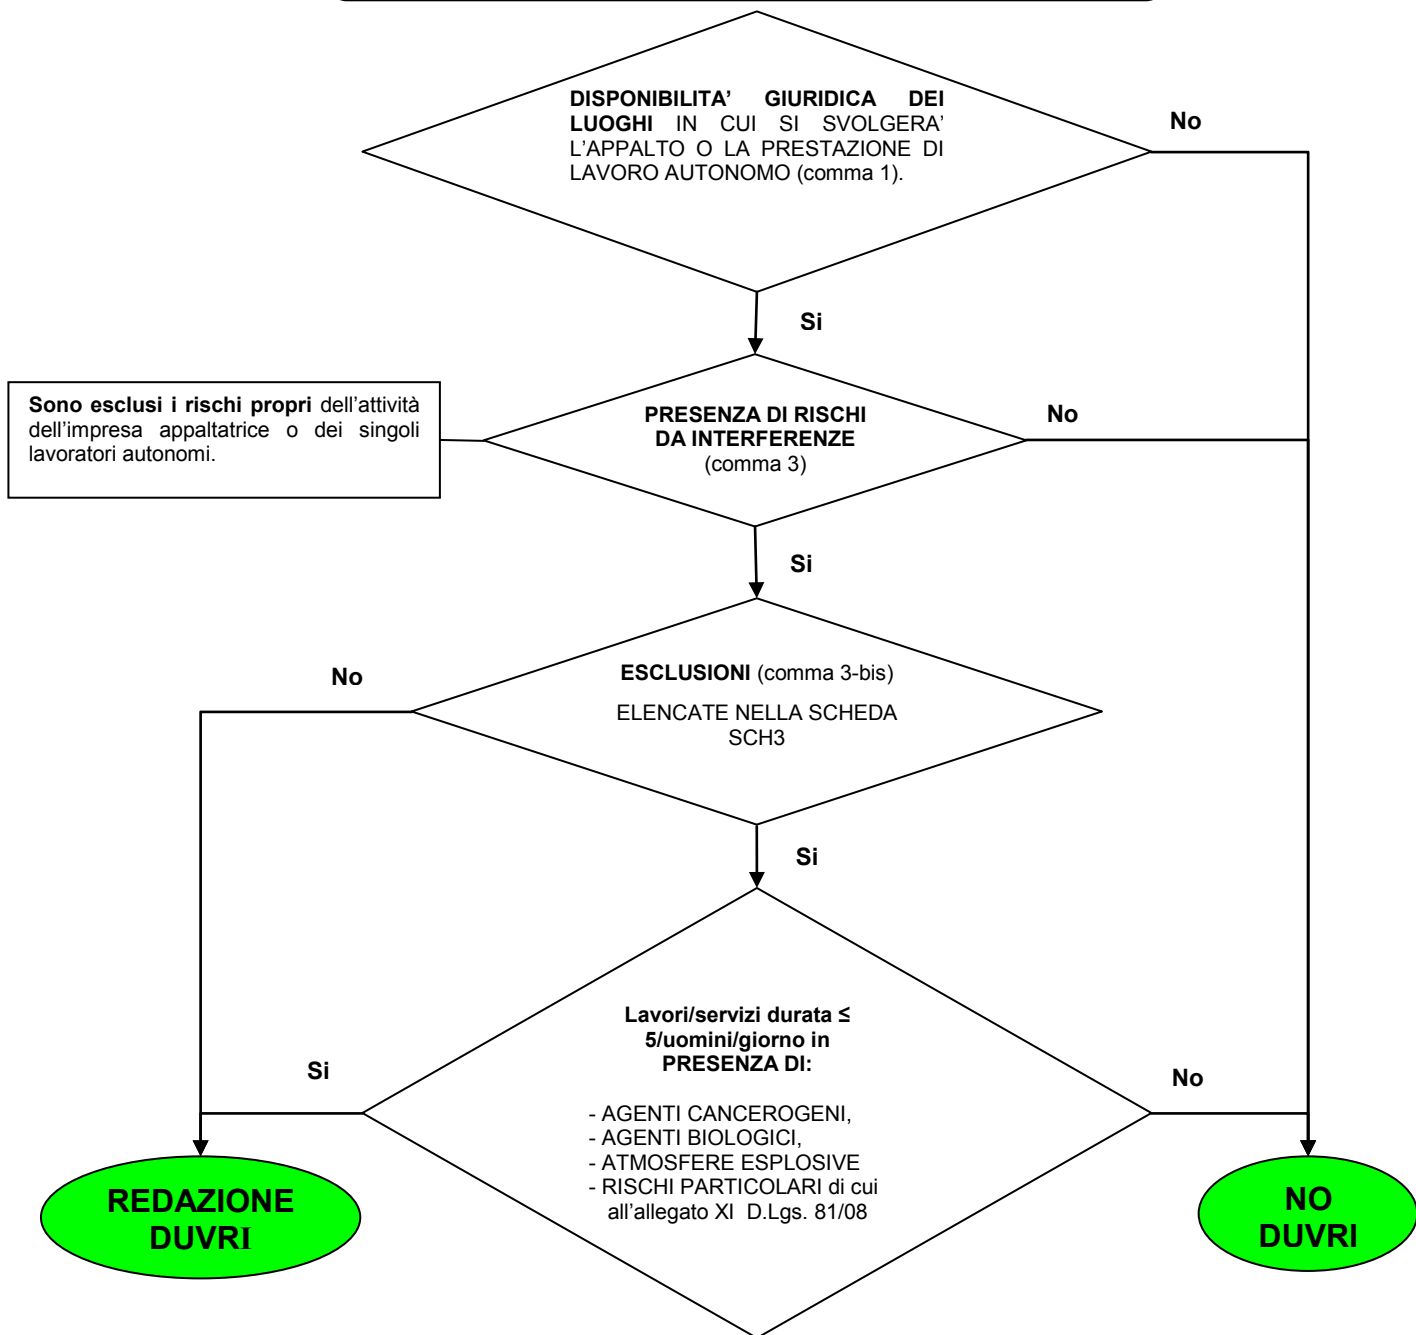 DISPONIBILITA' GIURIDICA DEI
LUOGHI IN CUI SI SVOLGERA'
L'APPALTO O LA PRESTAZIONE DI
LAVORO AUTONOMO (comma 1).
No
Si
Sono esclusi i rischi propri dell'attività
dell'impresa appaltatrice o dei singoli
lavoratori autonomi.
PRESENZA DI RISCHI
DA INTERFERENZE
(comma 3)
No
Si
No
ESCLUSIONI (comma 3-bis)
ELENCATE NELLA SCHEDA
SCH3
Si
Lavori/servizi durata ≤
5/uomini/giorno in
PRESENZA DI:
- AGENTI CANCEROGENI,
- AGENTI BIOLOGICI,
- ATMOSFERE ESPLOSIVE
- RISCHI PARTICOLARI di cui
all'allegato XI D.Lgs. 81/08
Si
No
REDAZIONE
DUVRI
NO
DUVRI